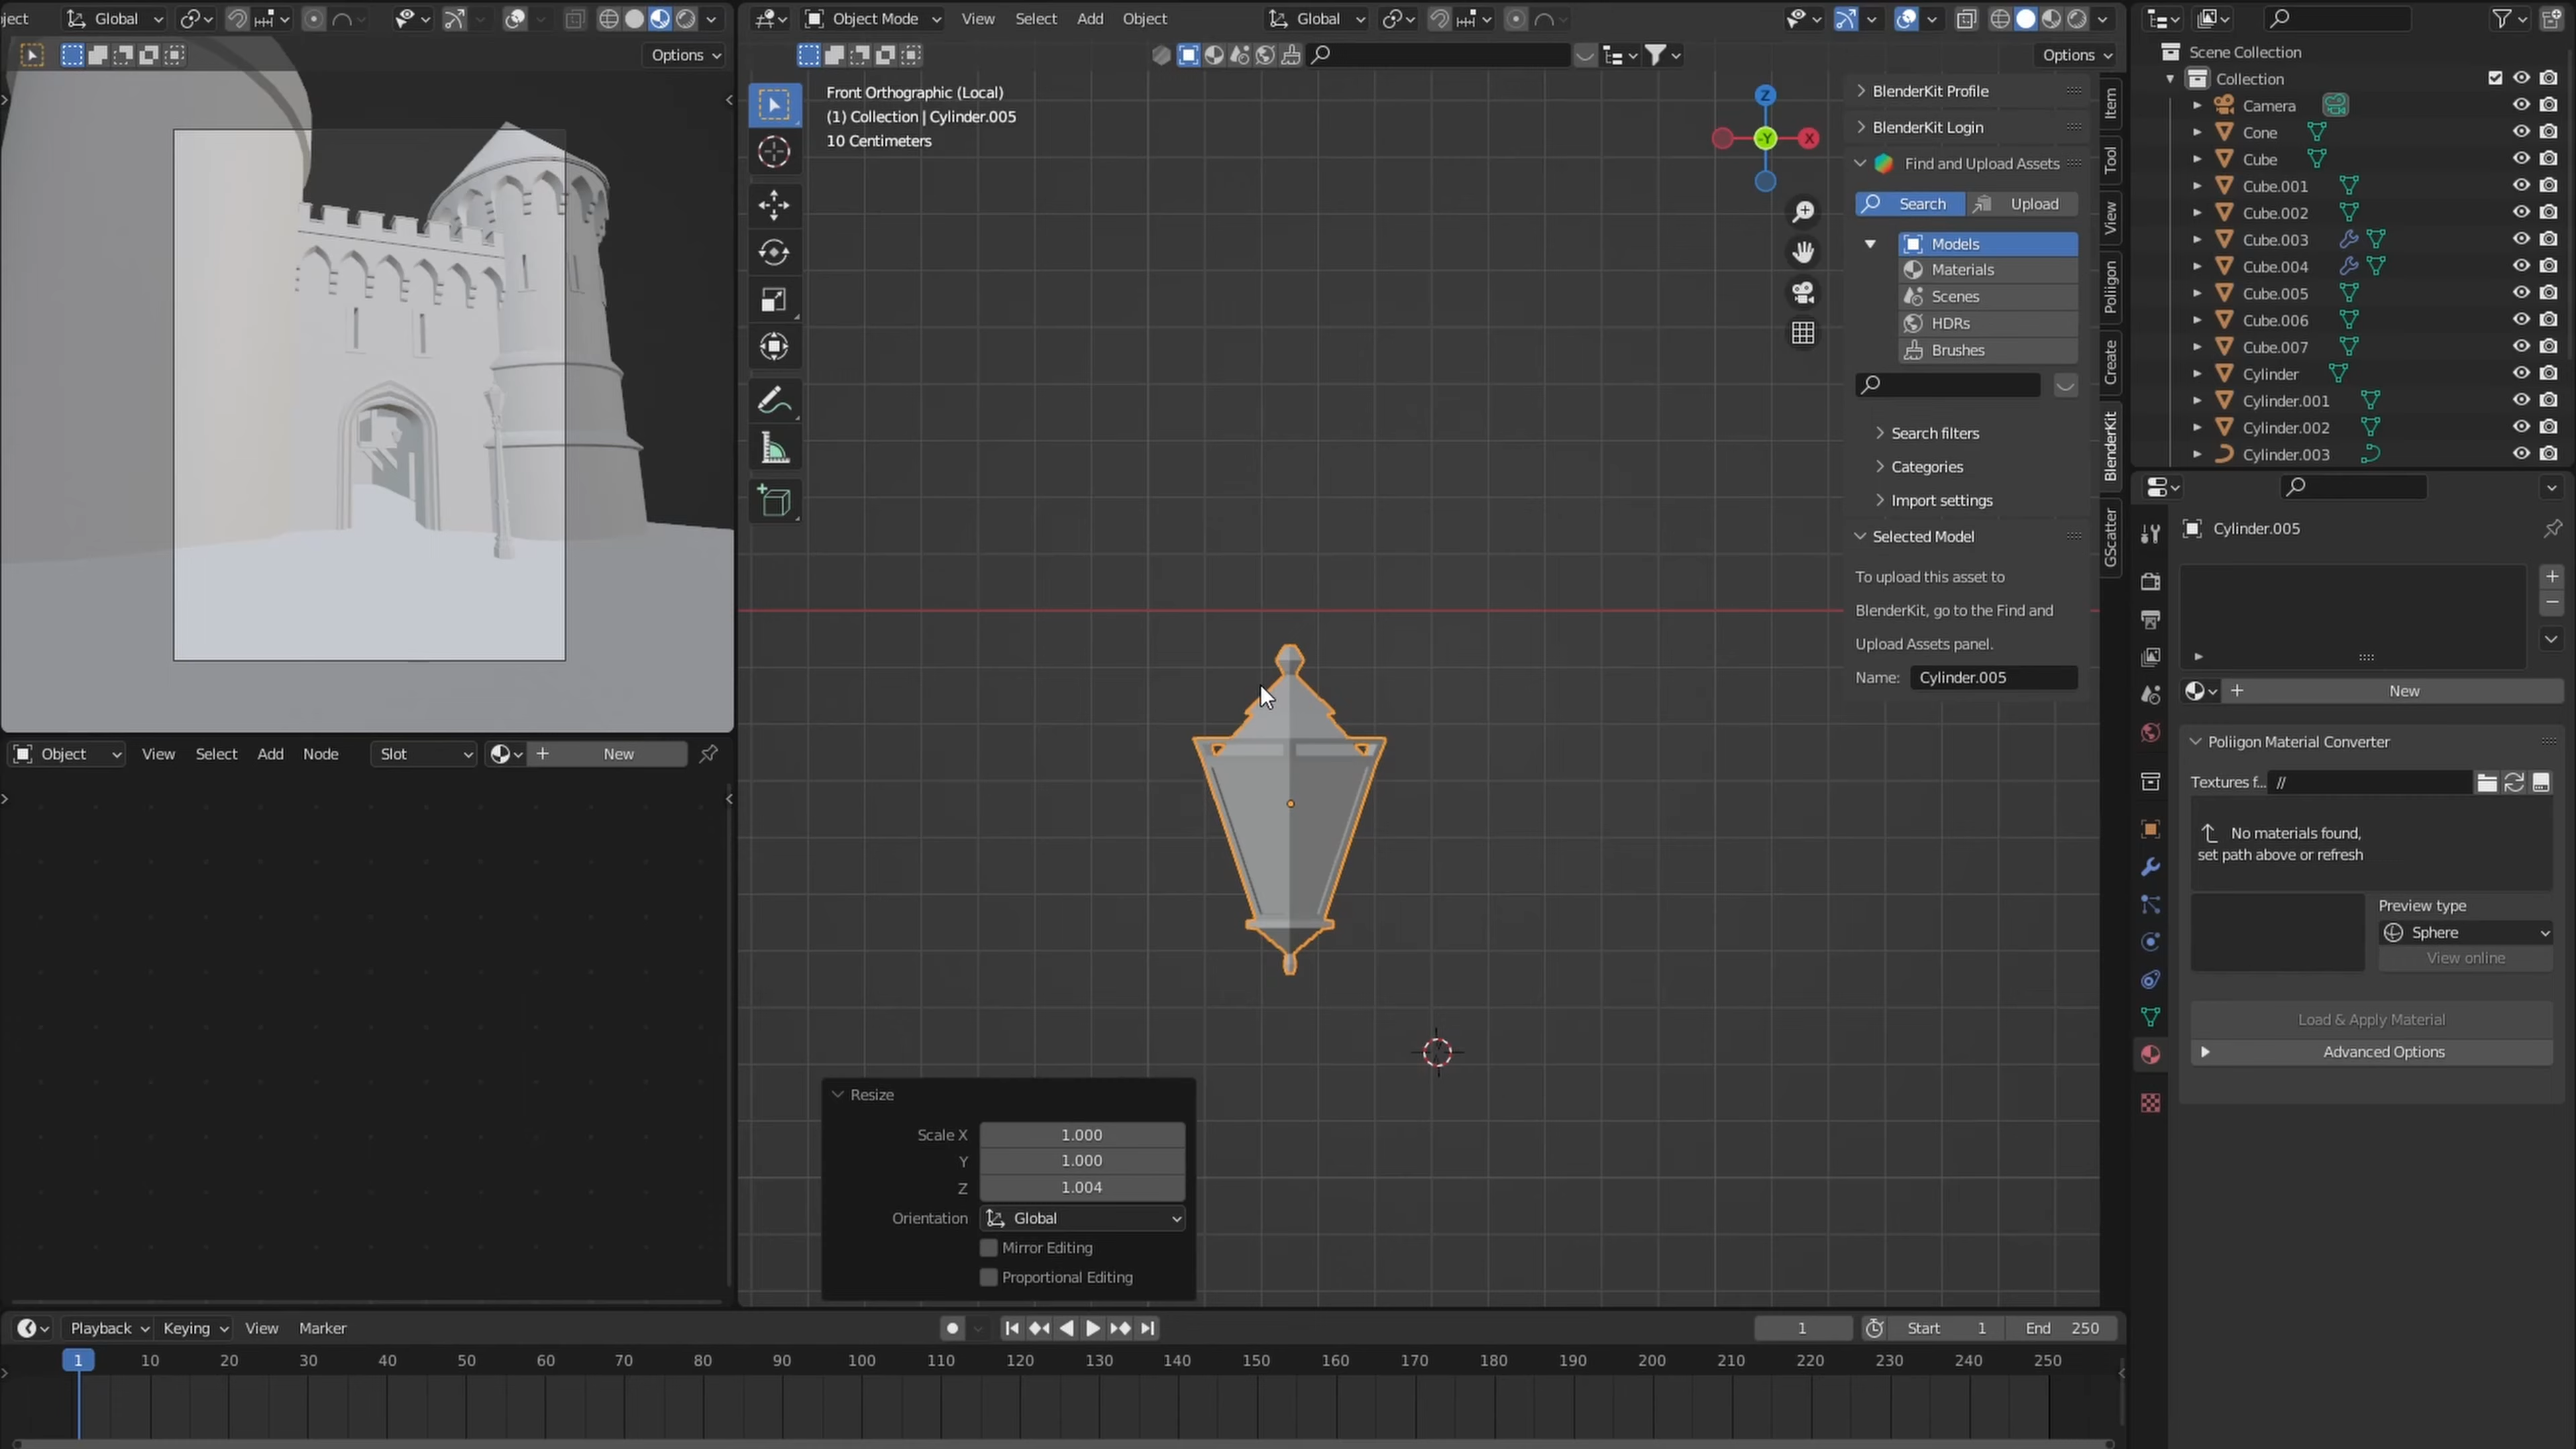 ject Global
Options
Object Mode View Select Add Object Global
Options
Front Orthographic (Local)
(1) Collection | Cylinder.005
10 Centimeters
Z
Y
X
BlenderKit Profile
BlenderKit Login
Find and Upload Assets
Search Upload
Models
Materials
Scenes
HDRs
Brushes
Search filters
Categories
Import settings
Selected Model
To upload this asset to
BlenderKit, go to the Find and
Upload Assets panel.
Name: Cylinder.005
Item
Tool
View
Poliigon
Create
BlenderKit
GScatter
Scene Collection
Collection
Camera
Cone
Cube
Cube.001
Cube.002
Cube.003
Cube.004
Cube.005
Cube.006
Cube.007
Cylinder
Cylinder.001
Cylinder.002
Cylinder.003
Cylinder.005
New
Poliigon Material Converter
Textures f... //
No materials found,
set path above or refresh
Preview type
Sphere
View online
Load & Apply Material
Advanced Options
Object View Select Add Node Slot New
Resize
Scale X 1.000
Y 1.000
Z 1.004
Orientation Global
Mirror Editing
Proportional Editing
Playback Keying View Marker 1 Start 1 End 250
1 10 20 30 40 50 60 70 80 90 100 110 120 130 140 150 160 170 180 190 200 210 220 230 240 250